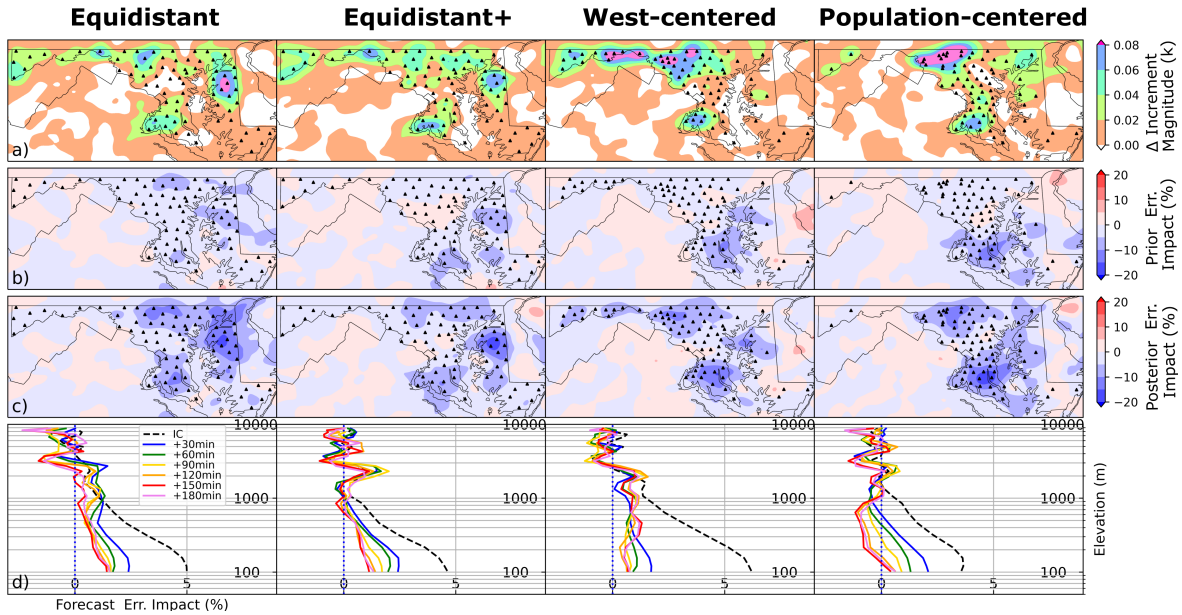 Equidistant
Equidistant+
West-centered
Population-centered
a)
0.08
0.06
0.04
0.02
0.00
Δ Increment
Magnitude (k)
b)
20
10
0
−10
−20
Prior Err.
Impact (%)
c)
20
10
0
−10
−20
Posterior Err.
Impact (%)
d)
IC
+30min
+60min
+90min
+120min
+150min
+180min
10000
1000
100
0
5
10000
1000
100
0
5
10000
1000
100
0
5
10000
1000
100
0
5
Elevation (m)
Forecast Err. Impact (%)